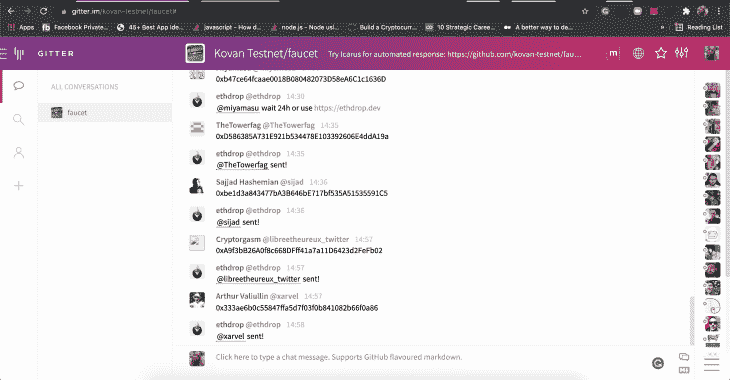 gitter.im/kovan-testnet/faucet#
Apps
Facebook Private...
45+ Best App Idea...
javascript - How d...
node.js - Node usi...
Build a Cryptocurr...
10 Strategic Caree...
A better way to de...
Reading List
GITTER
Kovan Testnet/faucet
Try Icarus for automated response: https://github.com/kovan-testnet/fau...
ALL CONVERSATIONS
faucet
0xb47ce64fcaae0018B080482073D58eA6C1c1636D
ethdrop @ethdrop 14:30
@miyamasu wait 24h or use https://ethdrop.dev
TheTowerfag @TheTowerfag 14:35
0xD586385A731E921b534478E103392606E4ddA19a
ethdrop @ethdrop 14:35
@TheTowerfag sent!
Sajjad Hashemian @sijad 14:36
0xbe1d3a843477bA3B646bE717bf535A51535591C5
ethdrop @ethdrop 14:36
@sijad sent!
Cryptorgasm @libreetheureux_twitter 14:57
0xA9f3bB26A0f8c668DFf41a7a11D6423d2FeFb02
ethdrop @ethdrop 14:57
@libreetheureux_twitter sent!
Arthur Valiullin @xarvel 14:57
0x333ae6b0c55847ffa5d7f03f0b841082b66f0a86
ethdrop @ethdrop 14:58
@xarvel sent!
Click here to type a chat message. Supports GitHub flavoured markdown.